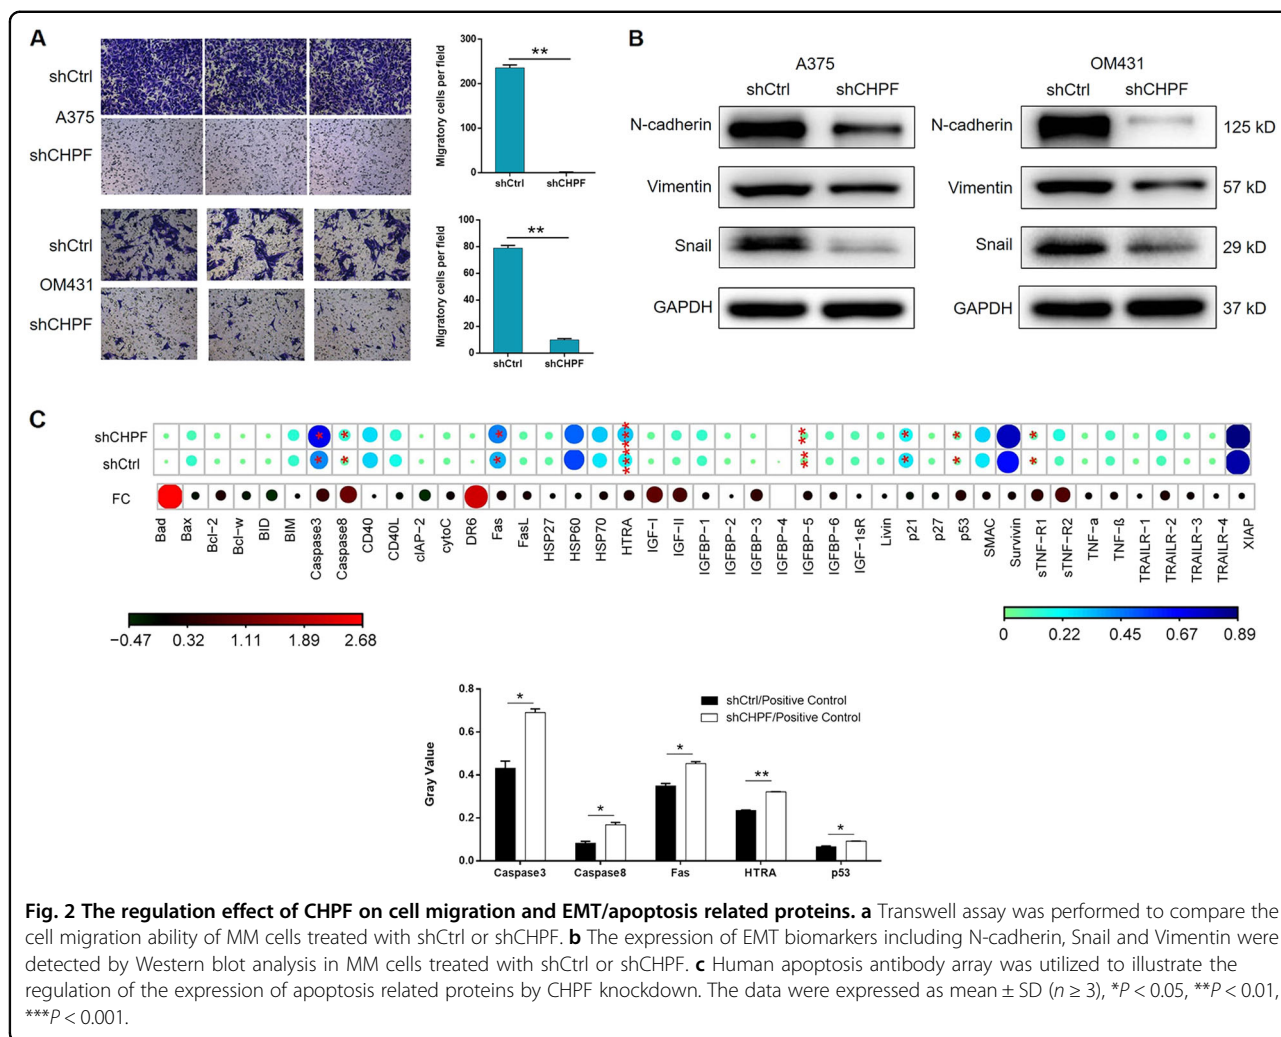 A
shCtrl
A375
shCHPF
shCtrl
OM431
shCHPF
Migratory cells per field
300
200
100
0
**
shCtrl
shCHPF
Migratory cells per field
100
80
60
40
20
0
**
shCtrl
shCHPF
B
A375
OM431
shCtrl
shCHPF
shCtrl
shCHPF
N-cadherin
N-cadherin
125 kD
Vimentin
Vimentin
57 kD
Snail
Snail
29 kD
GAPDH
GAPDH
37 kD
C
shCHPF
shCtrl
FC
Bad
Bax
Bcl-2
Bcl-w
BID
BIM
Caspase3
Caspase8
CD40
CD40L
cIAP-2
cytoC
DR6
Fas
FasL
HSP27
HSP60
HSP70
HTRA
IGF-I
IGF-II
IGFBP-1
IGFBP-2
IGFBP-3
IGFBP-4
IGFBP-5
IGFBP-6
IGF-1sR
Livin
p21
p27
p53
SMAC
Survivin
sTNF-R1
sTNF-R2
TNF-a
TNF-ß
TRAILR-1
TRAILR-2
TRAILR-3
TRAILR-4
XIAP
−0.47 0.32 1.11 1.89 2.68
0 0.22 0.45 0.67 0.89
Gray Value
0.8
0.6
0.4
0.2
0.0
*
*
*
**
*
shCtrl/Positive Control
shCHPF/Positive Control
Caspase3
Caspase8
Fas
HTRA
p53
Fig. 2 The regulation effect of CHPF on cell migration and EMT/apoptosis related proteins. a Transwell assay was performed to compare the
cell migration ability of MM cells treated with shCtrl or shCHPF. b The expression of EMT biomarkers including N-cadherin, Snail and Vimentin were
detected by Western blot analysis in MM cells treated with shCtrl or shCHPF. c Human apoptosis antibody array was utilized to illustrate the
regulation of the expression of apoptosis related proteins by CHPF knockdown. The data were expressed as mean ± SD (n ≥ 3), *P < 0.05, **P < 0.01,
***P < 0.001.